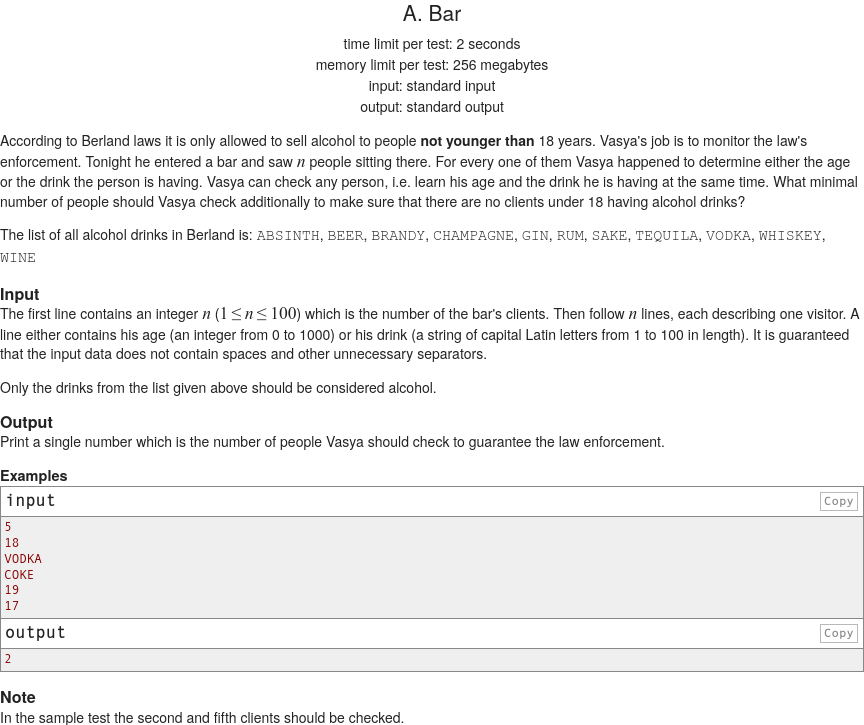 A. Bar
time limit per test: 2 seconds
memory limit per test: 256 megabytes
input: standard input
output: standard output
According to Berland laws it is only allowed to sell alcohol to people not younger than 18 years. Vasya's job is to monitor the law's
enforcement. Tonight he entered a bar and saw n people sitting there. For every one of them Vasya happened to determine either the age
or the drink the person is having. Vasya can check any person, i.e. learn his age and the drink he is having at the same time. What minimal
number of people should Vasya check additionally to make sure that there are no clients under 18 having alcohol drinks?
The list of all alcohol drinks in Berland is: ABSINTH, BEER, BRANDY, CHAMPAGNE, GIN, RUM, SAKE, TEQUILA, VODKA, WHISKEY,
WINE
Input
The first line contains an integer n (1 ≤ n ≤ 100) which is the number of the bar's clients. Then follow n lines, each describing one visitor. A
line either contains his age (an integer from 0 to 1000) or his drink (a string of capital Latin letters from 1 to 100 in length). It is guaranteed
that the input data does not contain spaces and other unnecessary separators.
Only the drinks from the list given above should be considered alcohol.
Output
Print a single number which is the number of people Vasya should check to guarantee the law enforcement.
Examples
input Copy
5
18
VODKA
COKE
19
17
output Copy
2
Note
In the sample test the second and fifth clients should be checked.